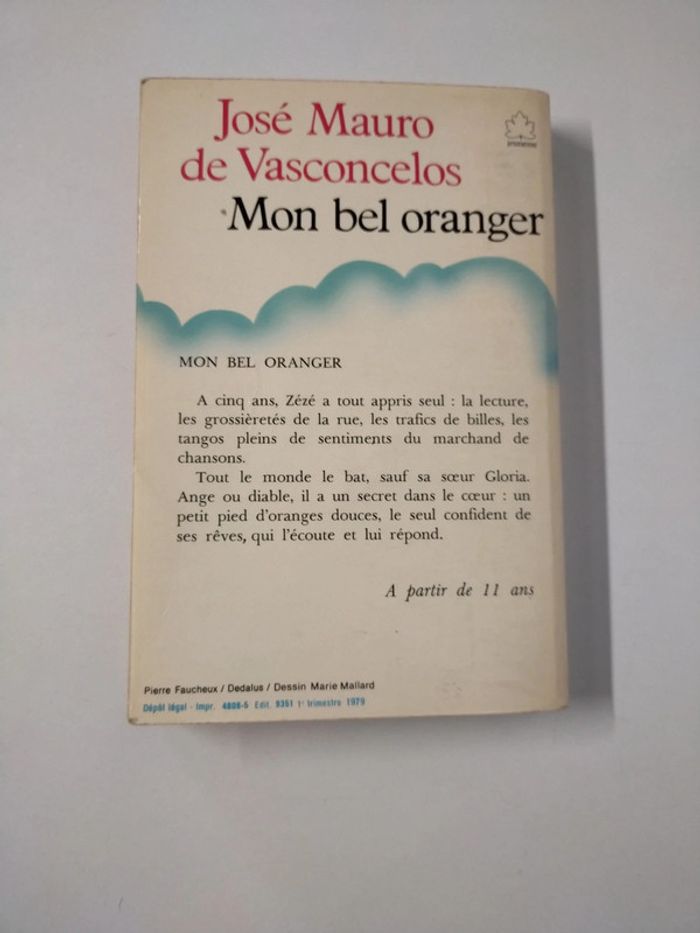 José Mauro
de Vasconcelos
Mon bel oranger
jeunesse
MON BEL ORANGER
A cinq ans, Zézé a tout appris seul : la lecture,
les grossièretés de la rue, les trafics de billes, les
tangos pleins de sentiments du marchand de
chansons.
Tout le monde le bat, sauf sa sœur Gloria.
Ange ou diable, il a un secret dans le cœur : un
petit pied d'oranges douces, le seul confident de
ses rêves, qui l'écoute et lui répond.
A partir de 11 ans
Pierre Faucheux / Dedalus / Dessin Marie Mallard
Dépôt légal - Impr. 4808-5 Edit. 9351 1er trimestre 1979